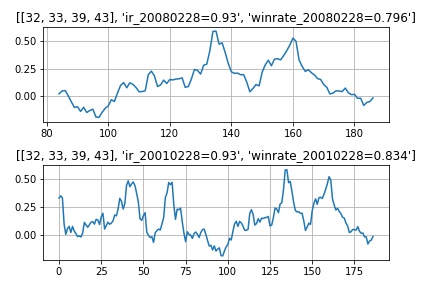 [[32, 33, 39, 43], 'ir_20080228=0.93', 'winrate_20080228=0.796']
0.50
0.25
0.00
80 100 120 140 160 180
[[32, 33, 39, 43], 'ir_20010228=0.93', 'winrate_20010228=0.834']
0.50
0.25
0.00
0 25 50 75 100 125 150 175